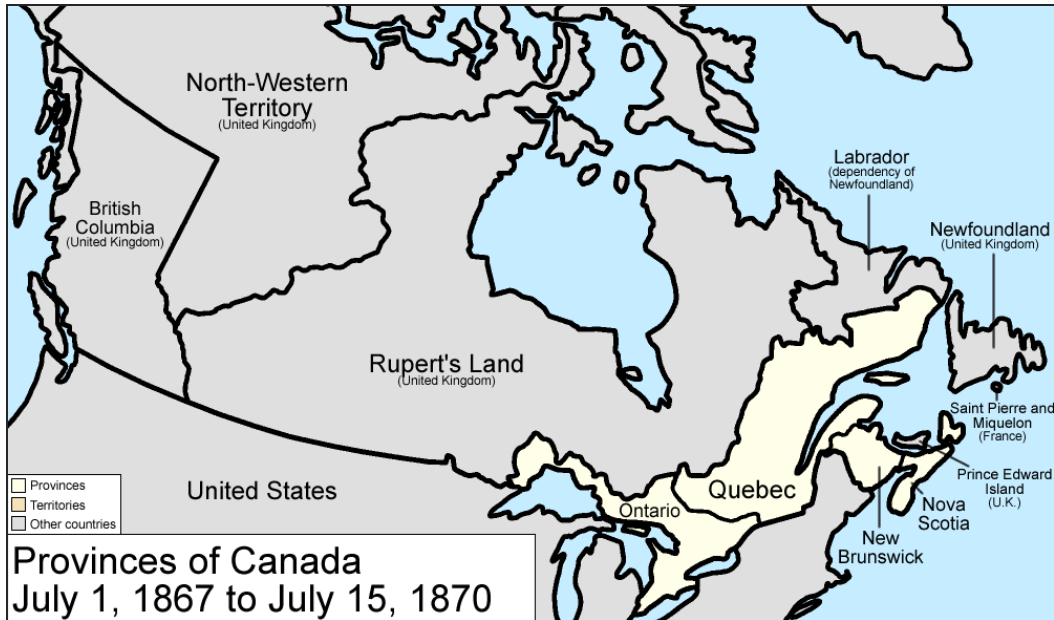 North-Western
Territory
(United Kingdom)
Labrador
(dependency of
Newfoundland)
British
Columbia
(United Kingdom)
Newfoundland
(United Kingdom)
Rupert's Land
(United Kingdom)
Saint Pierre and
Miquelon
(France)
Prince Edward
Island
(U.K.)
United States
Quebec
Ontario
Nova
Scotia
New
Brunswick
Provinces
Territories
Other countries
Provinces of Canada
July 1, 1867 to July 15, 1870